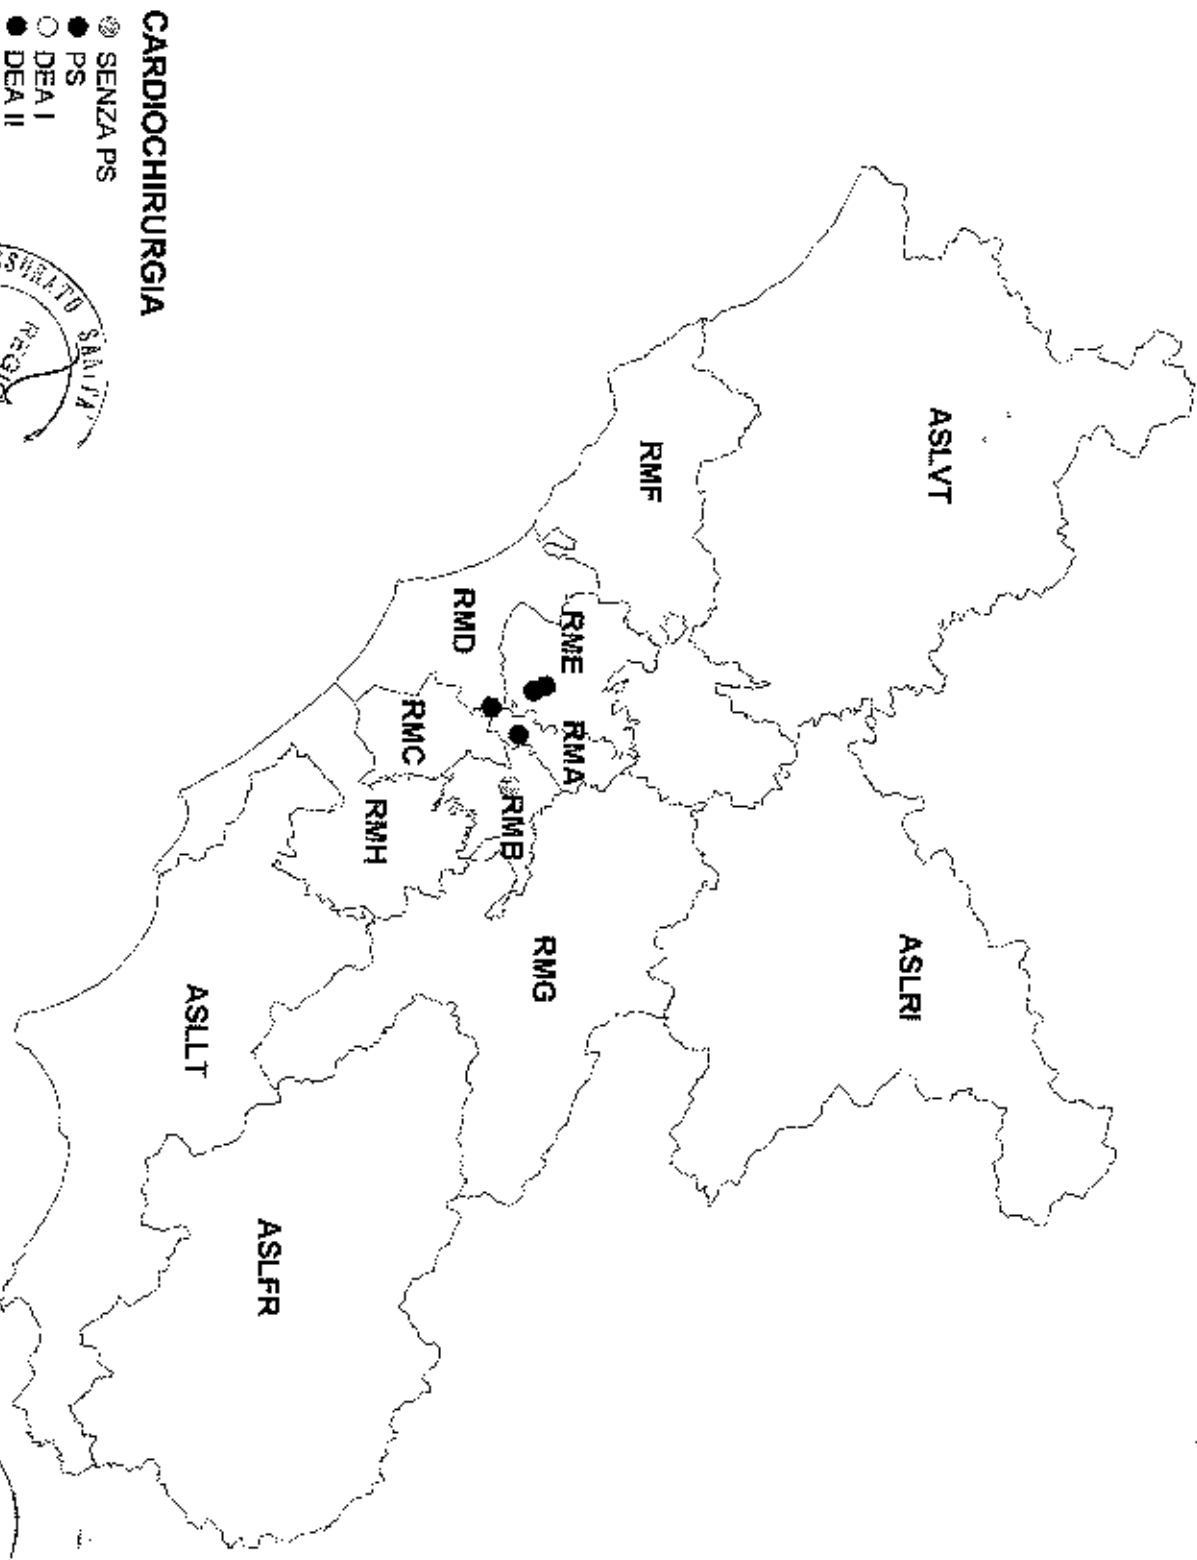 CARDIOCHIRURGIA
SENZA PS
PS
DEA I
DEA II
SANITA'
ASLVT
RMF
RMD
RME
RMC
RMA
RMB
RMH
RMG
ASLRI
ASLLT
ASLFR